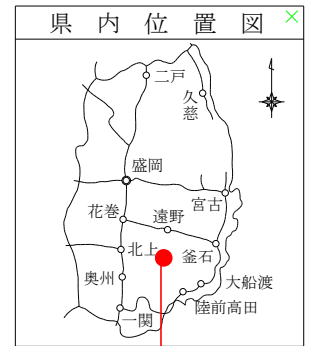 県内位置図
二戸
久慈
盛岡
宮古
花巻
遠野
北上
釜石
奥州
大船渡
陸前高田
一関